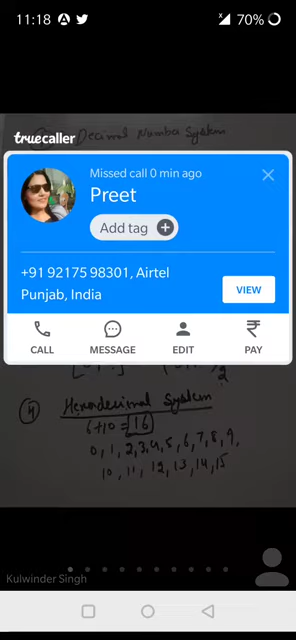 11:18
70%
Decimal Number System
truecaller
Missed call 0 min ago
Preet
Add tag
+91 92175 98301, Airtel
Punjab, India
VIEW
CALL MESSAGE EDIT PAY
2
4 Hexadecimal System
6+10 = 16
0, 1, 2, 3, 4, 5, 6, 7, 8, 9,
10, 11, 12, 13, 14, 15
Kulwinder Singh